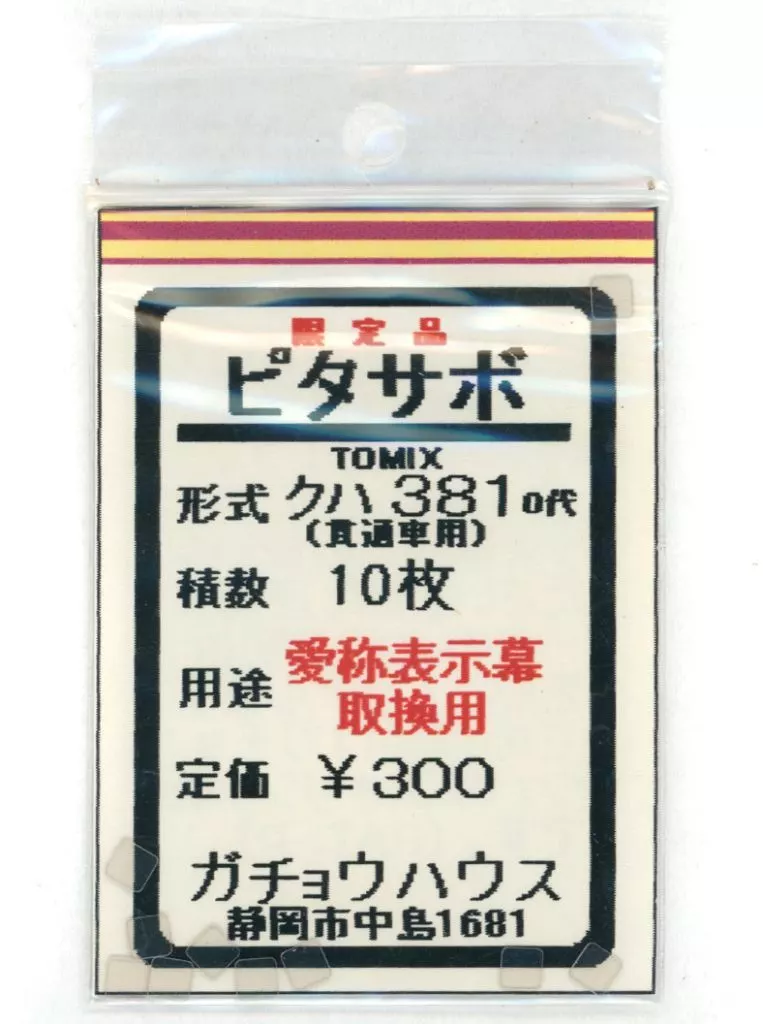 限定品
ピタサボ
TOMIX
形式 クハ381 0代
(貫通車用)
積数 10枚
用途 愛称表示幕
取換用
定価 ¥300
ガチョウハウス
静岡市中島1681